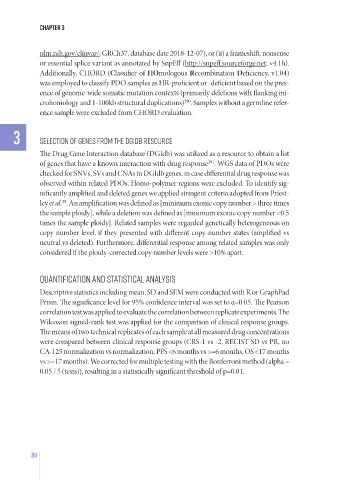 CHAPTER 3
nlm.nih.gov/clinvar/; GRCh37, database date 2018-12-07), or (ii) a frameshift, nonsense
or essential splice variant as annotated by SnpEff (http://snpeff.sourceforge.net; v4.1h).
Additionally, CHORD (Classifier of HOmologous Recombination Deficiency, v1.04)
was employed to classify PDO samples as HR-proficient or -deficient based on the pres-
ence of genome-wide somatic mutation contexts (primarily deletions with flanking mi-
crohomology and 1-100kb structural duplications)
Samples without a germline refer-
ence sample were excluded from CHORD evaluation.
3
SELECTION OF GENES FROM THE DGIDB RESOURCE
The Drug Gene Interaction database (DGIdb) was utilized as a resource to obtain a list
of genes that have a known interaction with drug response
WGS data of PDOs were
checked for SNVs, SVs and CNAs in DGIdb genes, in case differential drug response was
observed within related PDOs. Homo-polymer regions were excluded. To identify sig-
nificantly amplified and deleted genes we applied stringent criteria adopted from Priest-
ley et al. An amplification was defined as [minimum exonic copy number > three times
the sample ploidy], while a deletion was defined as [minimum exonic copy number <0.5
times the sample ploidy]. Related samples were regarded genetically heterogeneous on
copy number level, if they presented with different copy-number states (amplified vs
neutral vs deleted). Furthermore, differential response among related samples was only
considered if the ploidy-corrected copy number levels were >10% apart.
QUANTIFICATION AND STATISTICAL ANALYSIS
Descriptive statistics including mean, SD and SEM were conducted with R or GraphPad
Prism. The significance level for 95% confidence interval was set to α=0.05. The Pearson
correlation test was applied to evaluate the correlation between replicate experiments. The
Wilcoxon signed-rank test was applied for the comparison of clinical response groups.
The means of two technical replicates of each sample at all measured drug concentrations
were compared between clinical response groups (CRS-1 vs -2, RECIST SD vs PR, no
CA-125 normalization vs normalization, PFS <6 months vs >=6 months, OS <17 months
vs >=17 months). We corrected for multiple testing with the Bonferroni method (alpha =
0.05 / 5 (tests)), resulting in a statistically significant threshold of p=0.01.
80